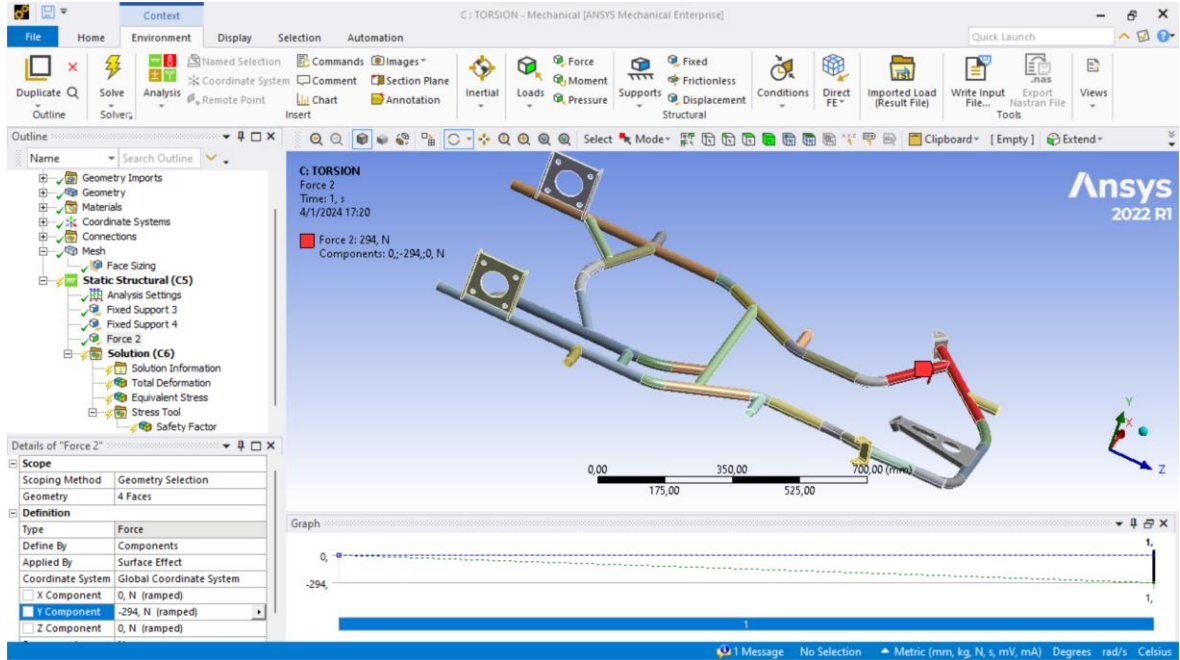 Context
C : TORSION - Mechanical [ANSYS Mechanical Enterprise]
File Home Environment Display Selection Automation
Quick Launch
Duplicate
Outline
Solve
Solvers
Analysis
Named Selection
Coordinate System
Remote Point
Commands
Comment
Chart
Images
Section Plane
Annotation
Insert
Inertial
Loads
Force
Moment
Pressure
Supports
Fixed
Frictionless
Displacement
Conditions
Direct
FE
Structural
Imported Load
(Result File)
Write Input
File...
.nas
Export
Nastran File
Tools
Views
Outline
Name Search Outline
Select Mode Clipboard [ Empty ] Extend
Geometry Imports
Geometry
Materials
Coordinate Systems
Connections
Mesh
Face Sizing
Static Structural (C5)
Analysis Settings
Fixed Support 3
Fixed Support 4
Force 2
Solution (C6)
Solution Information
Total Deformation
Equivalent Stress
Stress Tool
Safety Factor
C: TORSION
Force 2
Time: 1, s
4/1/2024 17:20
Force 2: 294, N
Components: 0,;-294,;0, N
Ansys
2022 R1
Y
X
Z
0,00 350,00 700,00 (mm)
175,00 525,00
Details of "Force 2"
Scope
Scoping Method Geometry Selection
Geometry 4 Faces
Definition
Type Force
Define By Components
Applied By Surface Effect
Coordinate System Global Coordinate System
X Component 0, N (ramped)
Y Component -294, N (ramped)
Z Component 0, N (ramped)
Graph
1,
0,
-294,
1,
1
1 Message No Selection Metric (mm, kg, N, s, mV, mA) Degrees rad/s Celsius